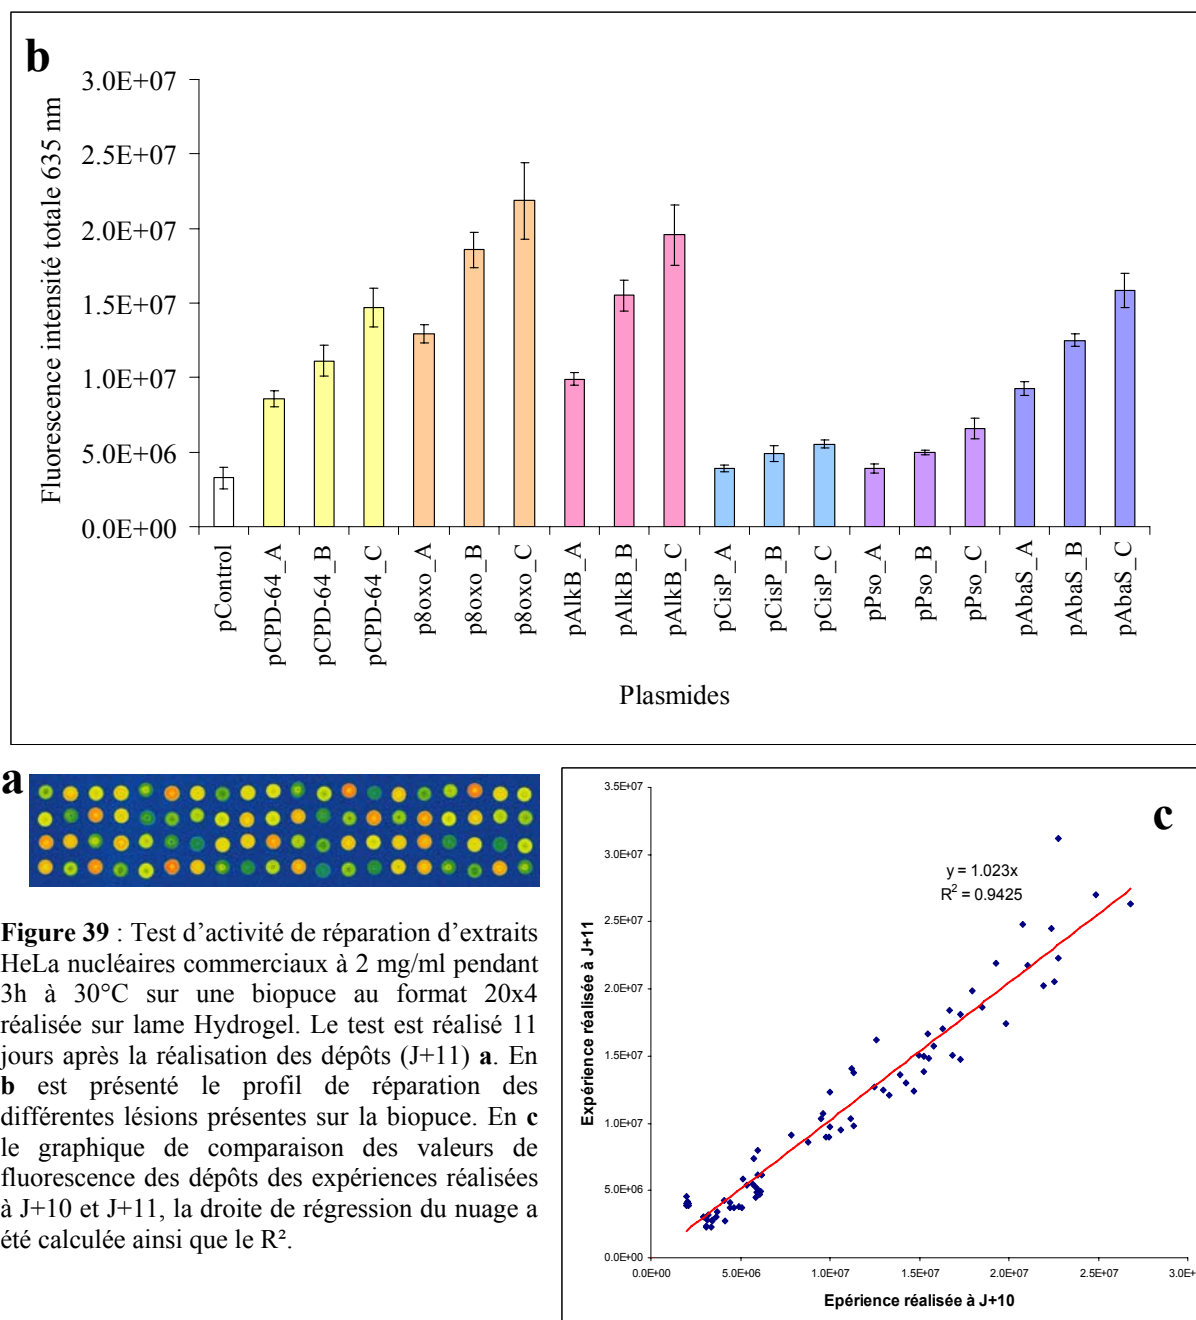 b
Fluorescence intensité totale 635 nm
3.0E+07
2.5E+07
2.0E+07
1.5E+07
1.0E+07
5.0E+06
0.0E+00
pControl
pCPD-64_A
pCPD-64_B
pCPD-64_C
p8oxo_A
p8oxo_B
p8oxo_C
pAlkB_A
pAlkB_B
pAlkB_C
pCisP_A
pCisP_B
pCisP_C
pPso_A
pPso_B
pPso_C
pAbaS_A
pAbaS_B
pAbaS_C
Plasmides
a
Figure 39 : Test d'activité de réparation d'extraits
HeLa nucléaires commerciaux à 2 mg/ml pendant
3h à 30°C sur une biopuce au format 20x4
réalisée sur lame Hydrogel. Le test est réalisé 11
jours après la réalisation des dépôts (J+11) a. En
b est présenté le profil de réparation des
différentes lésions présentes sur la biopuce. En c
le graphique de comparaison des valeurs de
fluorescence des dépôts des expériences réalisées
à J+10 et J+11, la droite de régression du nuage a
été calculée ainsi que le R².
c
y = 1.023x
R² = 0.9425
Expérience réalisée à J+11
3.5E+07
3.0E+07
2.5E+07
2.0E+07
1.5E+07
1.0E+07
5.0E+06
0.0E+00
0.0E+00
5.0E+06
1.0E+07
1.5E+07
2.0E+07
2.5E+07
3.0E+
Epérience réalisée à J+10